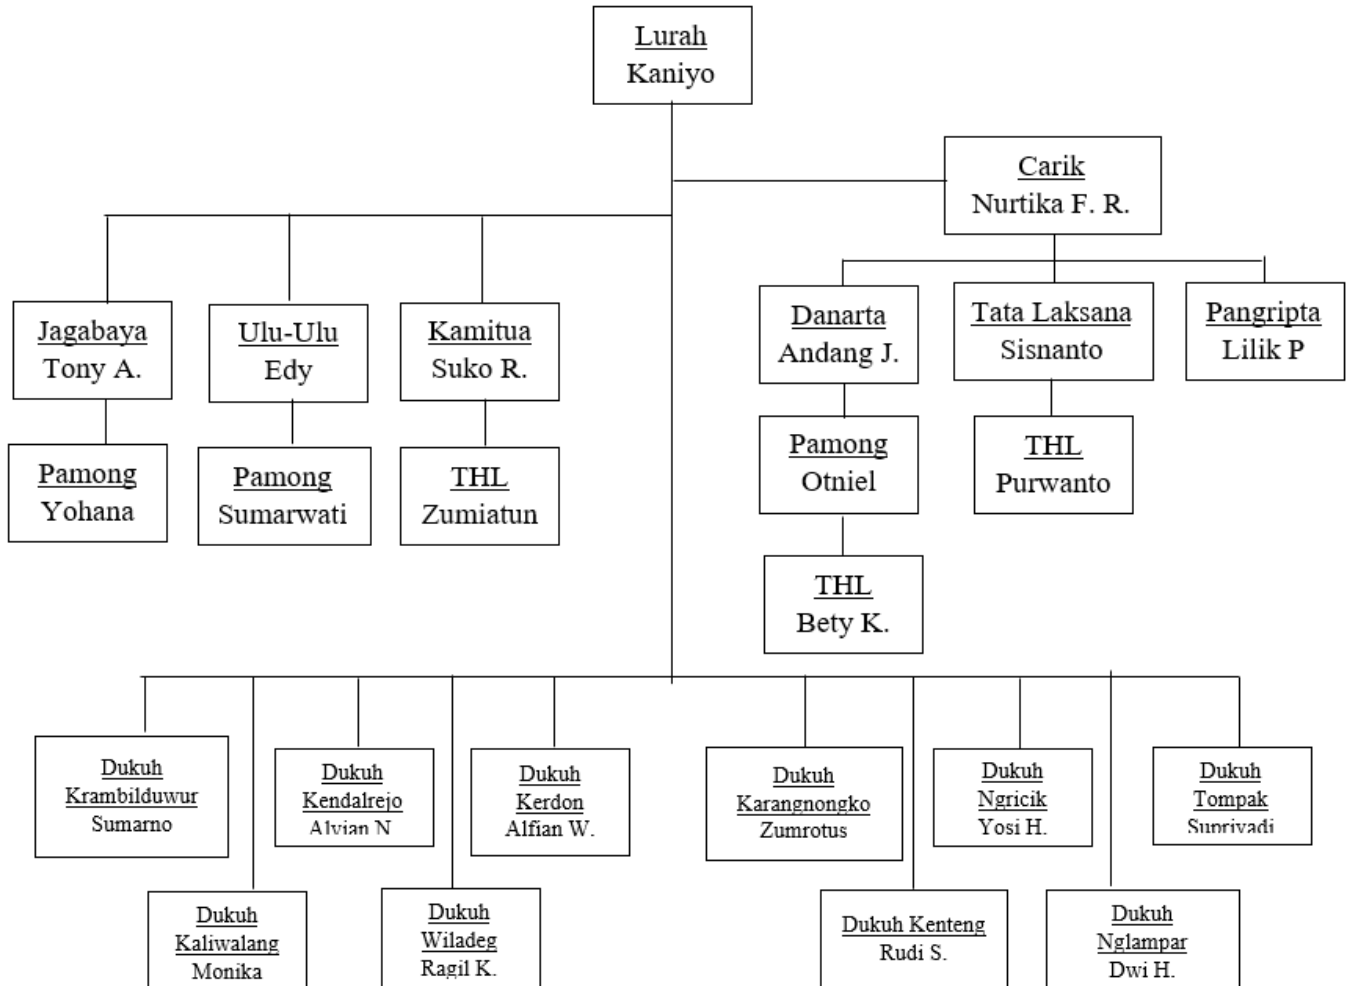 Lurah
Kaniyo
Carik
Nurtika F. R.
Jagabaya
Tony A.
Ulu-Ulu
Edy
Kamitua
Suko R.
Danarta
Andang J.
Tata Laksana
Sisnanto
Pangripta
Lilik P
Pamong
Yohana
Pamong
Sumarwati
THL
Zumiatun
Pamong
Otniel
THL
Purwanto
THL
Bety K.
Dukuh
Krambilduwur
Sumarno
Dukuh
Kendalrejo
Alvian N
Dukuh
Kerdon
Alfian W.
Dukuh
Karangnongko
Zumrotus
Dukuh
Ngricik
Yosi H.
Dukuh
Tompak
Supriyadi
Dukuh
Kaliwalang
Monika
Dukuh
Wiladeg
Ragil K.
Dukuh Kenteng
Rudi S.
Dukuh
Nglampar
Dwi H.